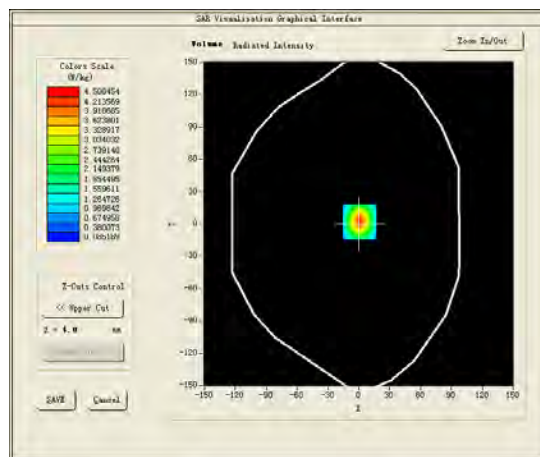 SAR Visualisation Graphical Interface
Volume Radiated Intensity
Zoom In/Out
Colors Scale
(W/kg)
4.508454
4.213569
3.918685
3.623801
3.328917
3.034032
2.739148
2.444264
2.149379
1.854495
1.559611
1.264726
0.969842
0.674958
0.380073
0.085189
Z-Cuts Control
<< Upper Cut
Z = 4.0 mm
SAVE
Cancel
150
120
90
60
30
0
-30
-60
-90
-120
-150
-150 -120 -90 -60 -30 0 30 60 90 120 150
X